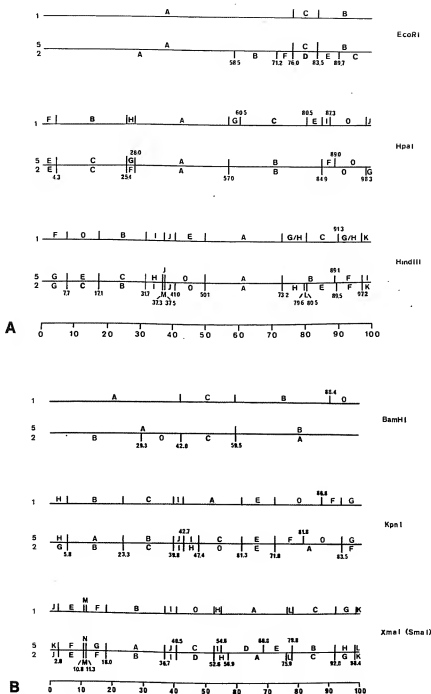 A C B
1
EcoRI
5 A C B
2 A B F D E C
58.5 71.2 76.0 83.5 89.7
60.5 80.5 87.3
1 F B H A G C E I O J
HpaI
26.0 89.0
5 E C G A B F O
2 E C F A B O G
4.3 25.4 57.0 84.9 98.3
91.3
1 F O B I J E A G/H C G/H K
HindIII
J 89.1
5 G E C H O A B F I
2 G C B I M J O A H L E F K
7.7 17.1 31.7 37.3 37.5 41.0 50.1 73.2 79.6 80.5 89.5 97.2
A
0 10 20 30 40 50 60 70 80 90 100
88.4
1 A C B O
BamHI
5 A B
2 B O C A
29.3 42.8 59.5
88.8
1 H B C I A E O F G
KpnI
42.7 81.8
5 H A B J I C E F O G
2 G B C I H O E A F
5.8 23.3 39.8 47.4 61.3 71.8 93.5
M
1 J E F B I O H A L C G K
XmaI (SmaI)
N 40.5 54.8 68.8 79.8
5 K F G A J C I D E B H L
2 J E M F B I D H A L C G K
2.8 10.8 11.3 18.0 36.7 52.8 56.9 75.9 92.0 98.4
B
0 10 20 30 40 50 60 70 80 90 100